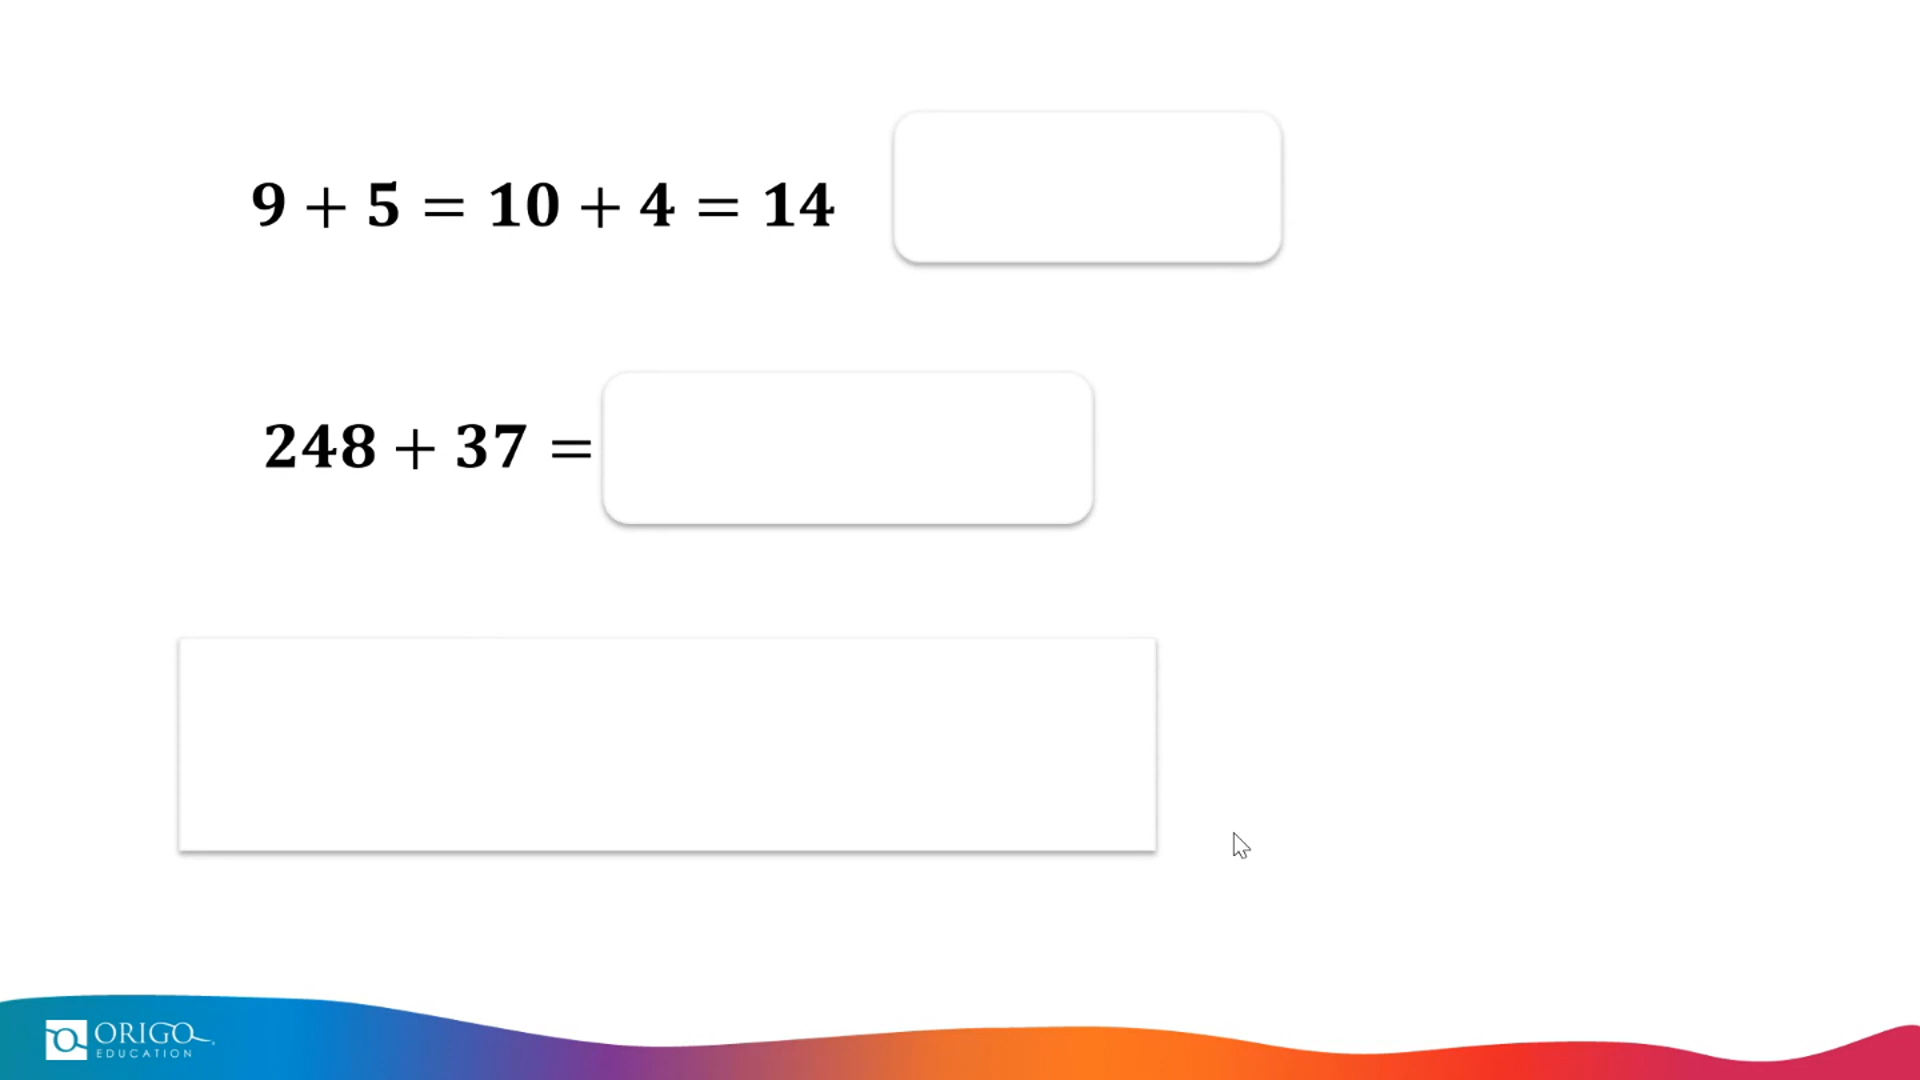 9 + 5 = 10 + 4 = 14
248 + 37 =
ORIGO
EDUCATION